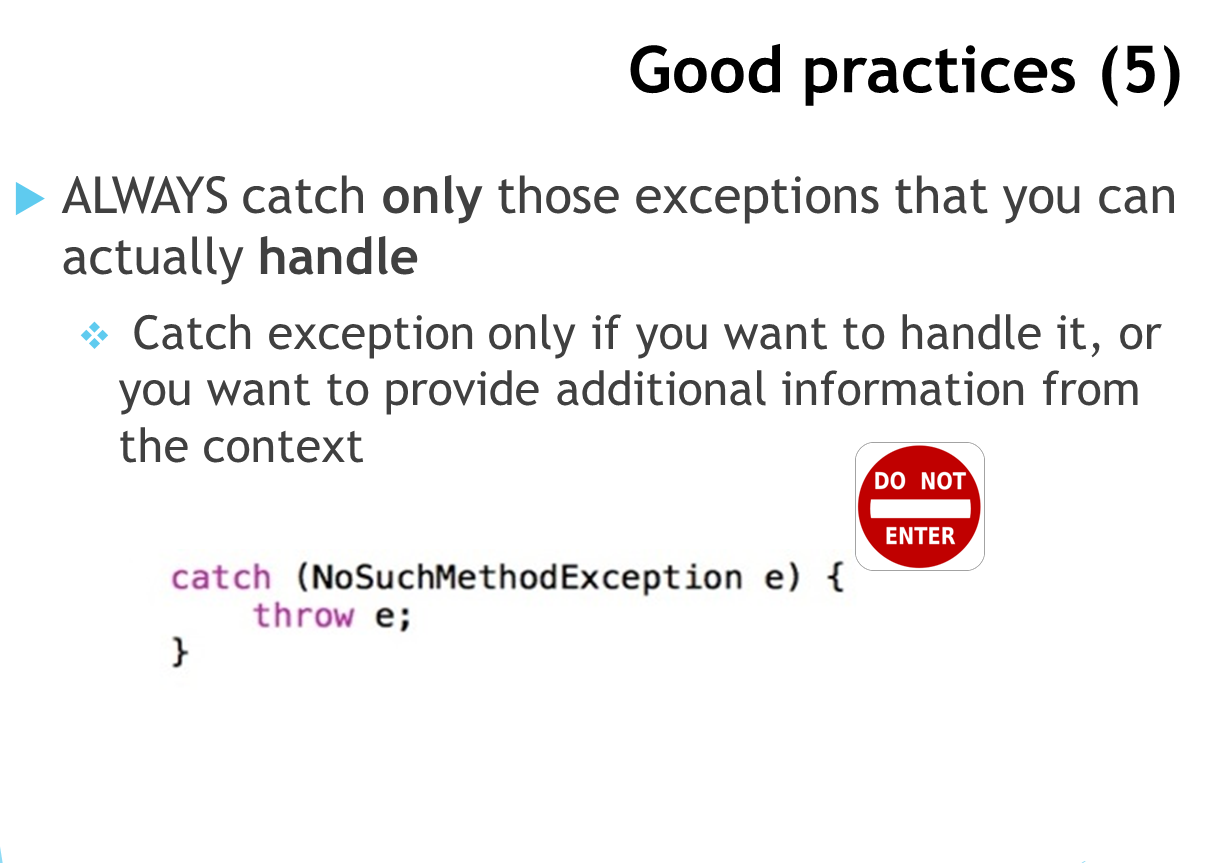 Good practices (5)
ALWAYS catch only those exceptions that you can
actually handle
Catch exception only if you want to handle it, or
you want to provide additional information from
the context
DO NOT
ENTER
catch (NoSuchMethodException e) {
    throw e;
}